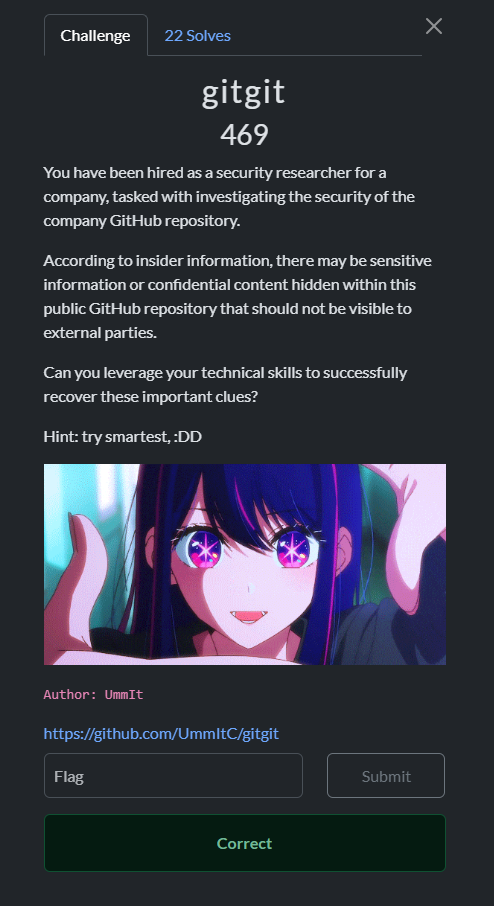 Challenge
22 Solves
gitgit
469
You have been hired as a security researcher for a
company, tasked with investigating the security of the
company GitHub repository.
According to insider information, there may be sensitive
information or confidential content hidden within this
public GitHub repository that should not be visible to
external parties.
Can you leverage your technical skills to successfully
recover these important clues?
Hint: try smartest, :DD
Author: UmmIt
https://github.com/UmmItC/gitgit
Flag
Submit
Correct